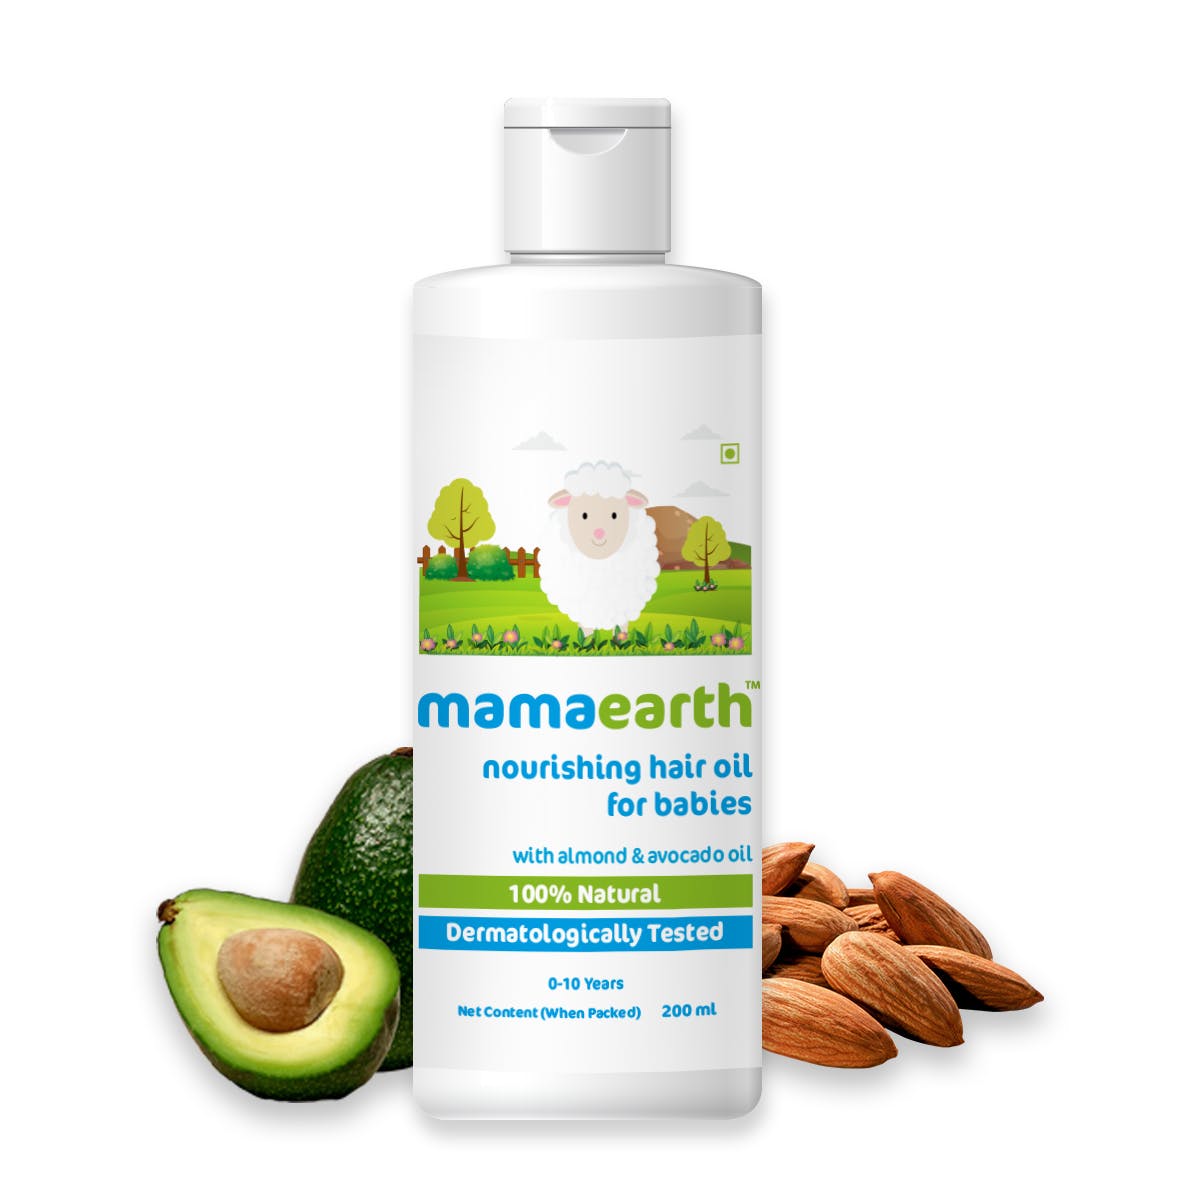 mamaearth™
nourishing hair oil
for babies
with almond & avocado oil
100% Natural
Dermatologically Tested
0-10 Years
Net Content (When Packed) 200 ml